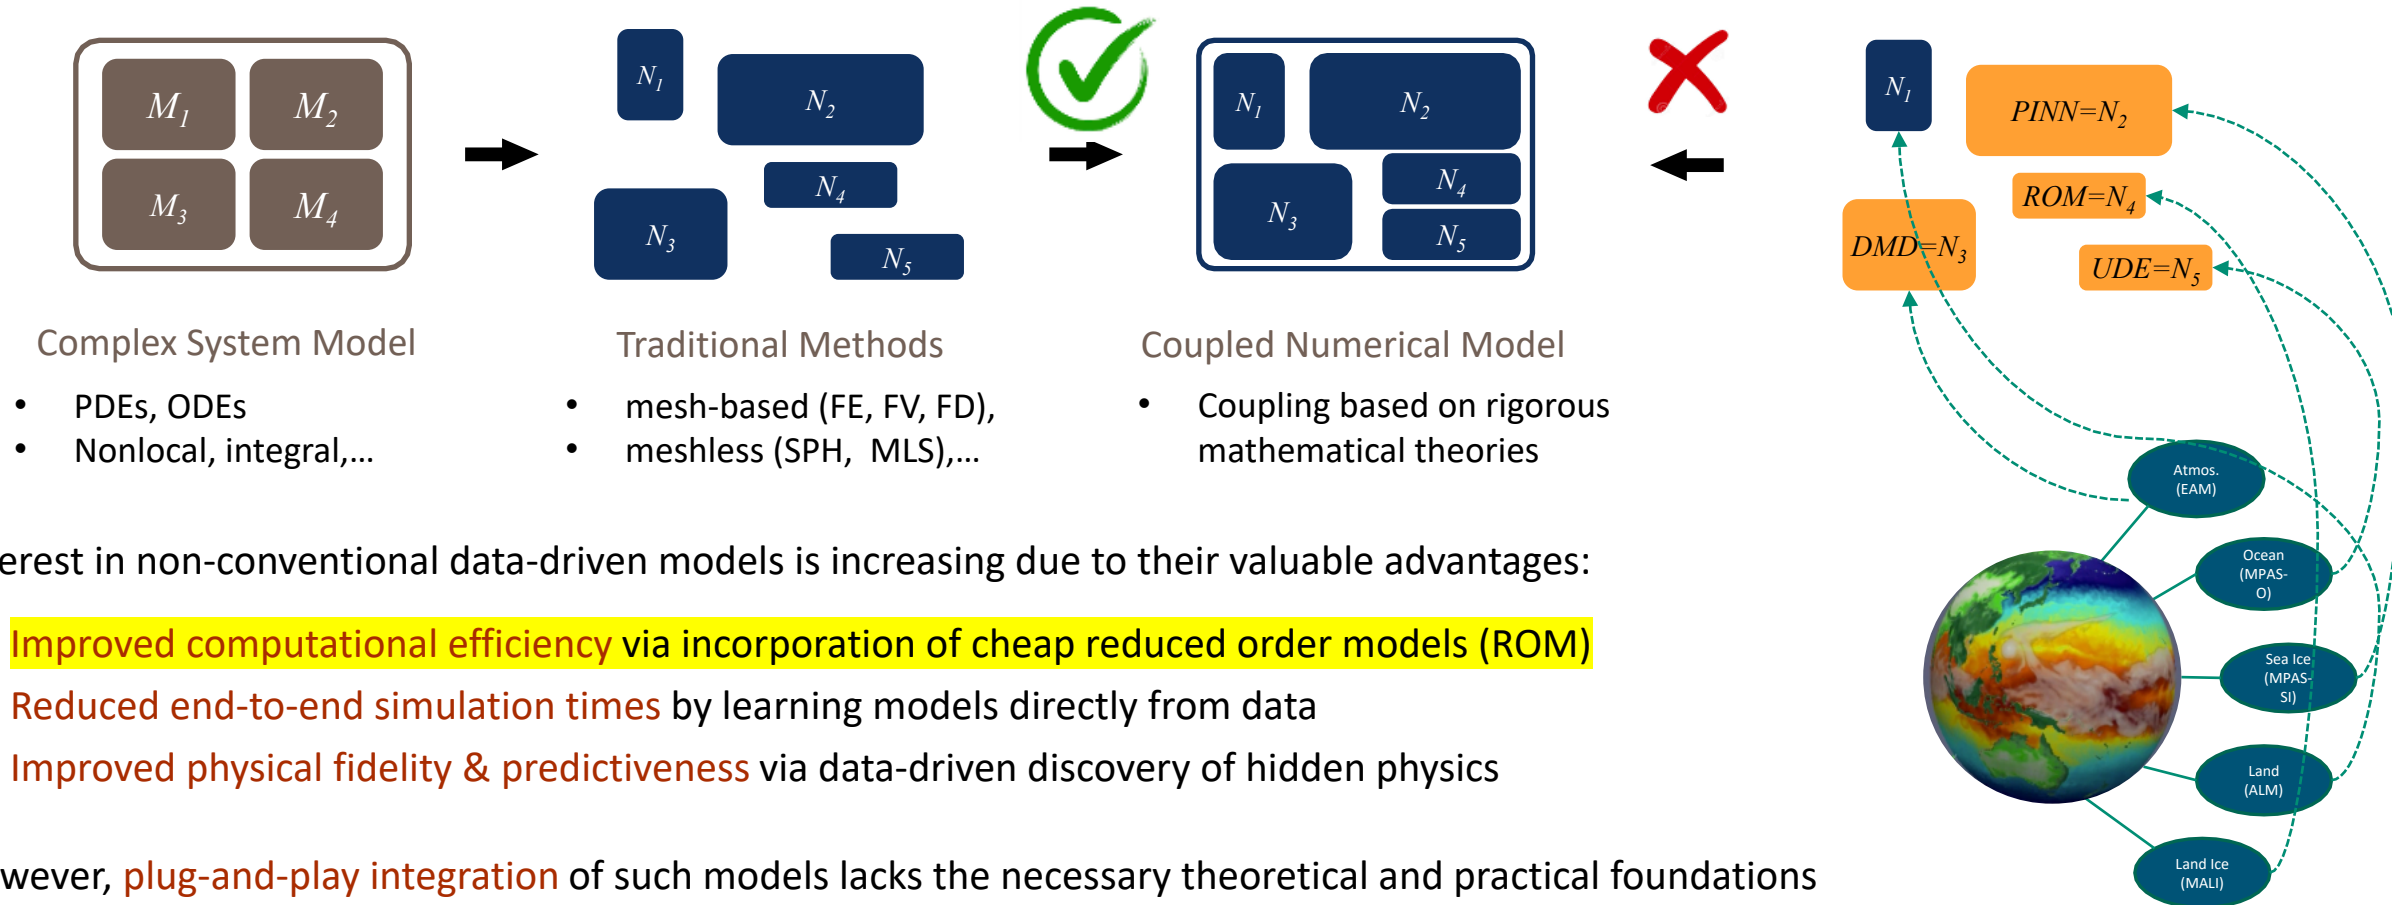 M1
M2
M3
M4
Complex System Model
• PDEs, ODEs
• Nonlocal, integral,…
N1
N2
N4
N3
N5
Traditional Methods
• mesh-based (FE, FV, FD),
• meshless (SPH, MLS),…
N1
N2
N3
N4
N5
Coupled Numerical Model
• Coupling based on rigorous
mathematical theories
N1
PINN=N2
ROM=N4
DMD=N3
UDE=N5
Atmos.
(EAM)
Ocean
(MPAS-
O)
Sea Ice
(MPAS-
SI)
Land
(ALM)
Land Ice
(MALI)
erest in non-conventional data-driven models is increasing due to their valuable advantages:
Improved computational efficiency via incorporation of cheap reduced order models (ROM)
Reduced end-to-end simulation times by learning models directly from data
Improved physical fidelity & predictiveness via data-driven discovery of hidden physics
wever, plug-and-play integration of such models lacks the necessary theoretical and practical foundations